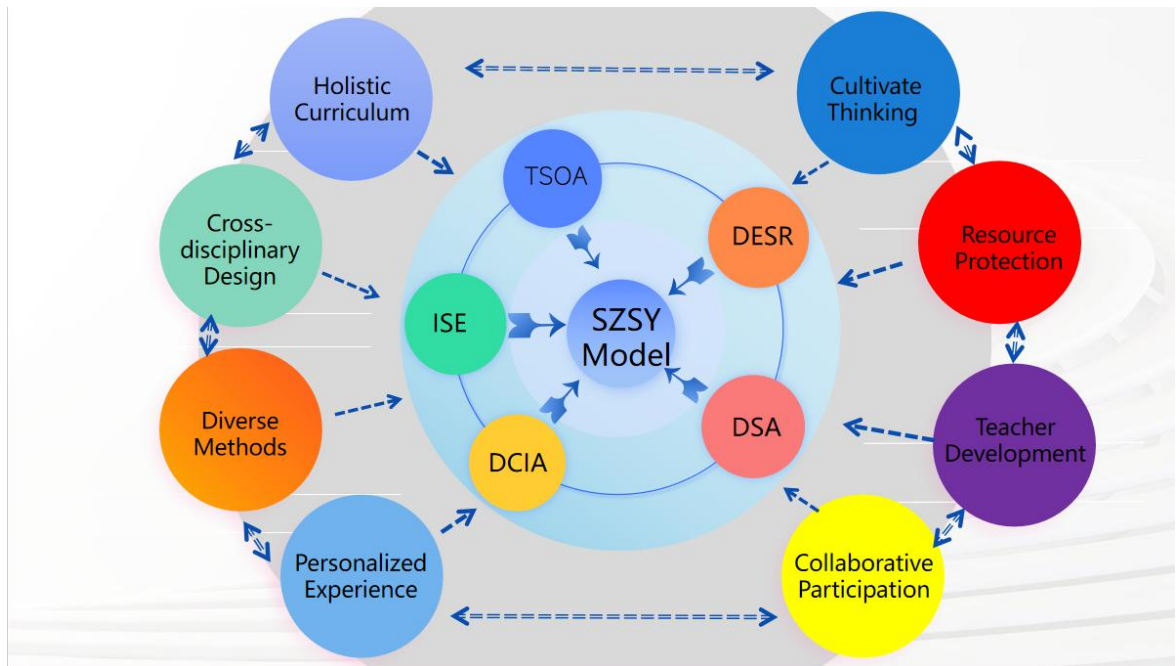 Holistic
Curriculum
Cultivate
Thinking
TSOA
Cross-
disciplinary
Design
DESR
Resource
Protection
ISE
SZSY
Model
Diverse
Methods
DCIA
DSA
Teacher
Development
Personalized
Experience
Collaborative
Participation